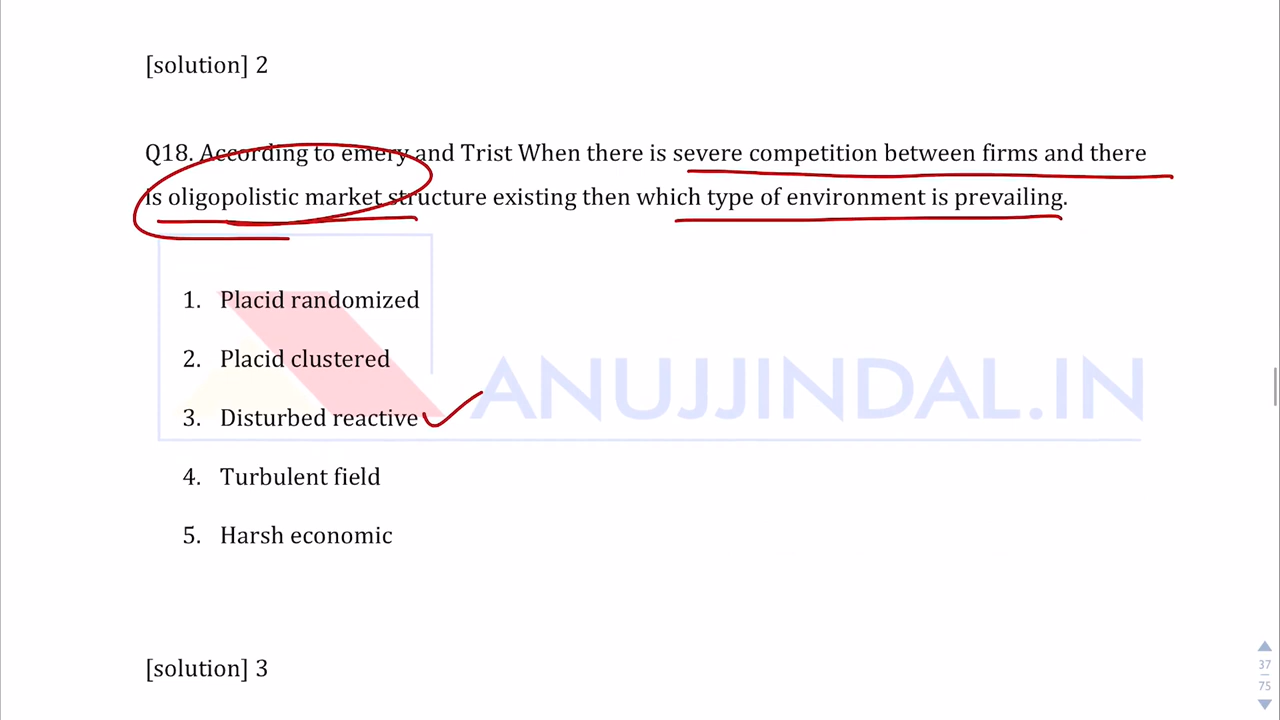 [solution] 2
Q18. According to emery and Trist When there is severe competition between firms and there
is oligopolistic market structure existing then which type of environment is prevailing.
1. Placid randomized
2. Placid clustered
ANUJJINDAL.IN
3. Disturbed reactive
4. Turbulent field
5. Harsh economic
[solution] 3
37
75